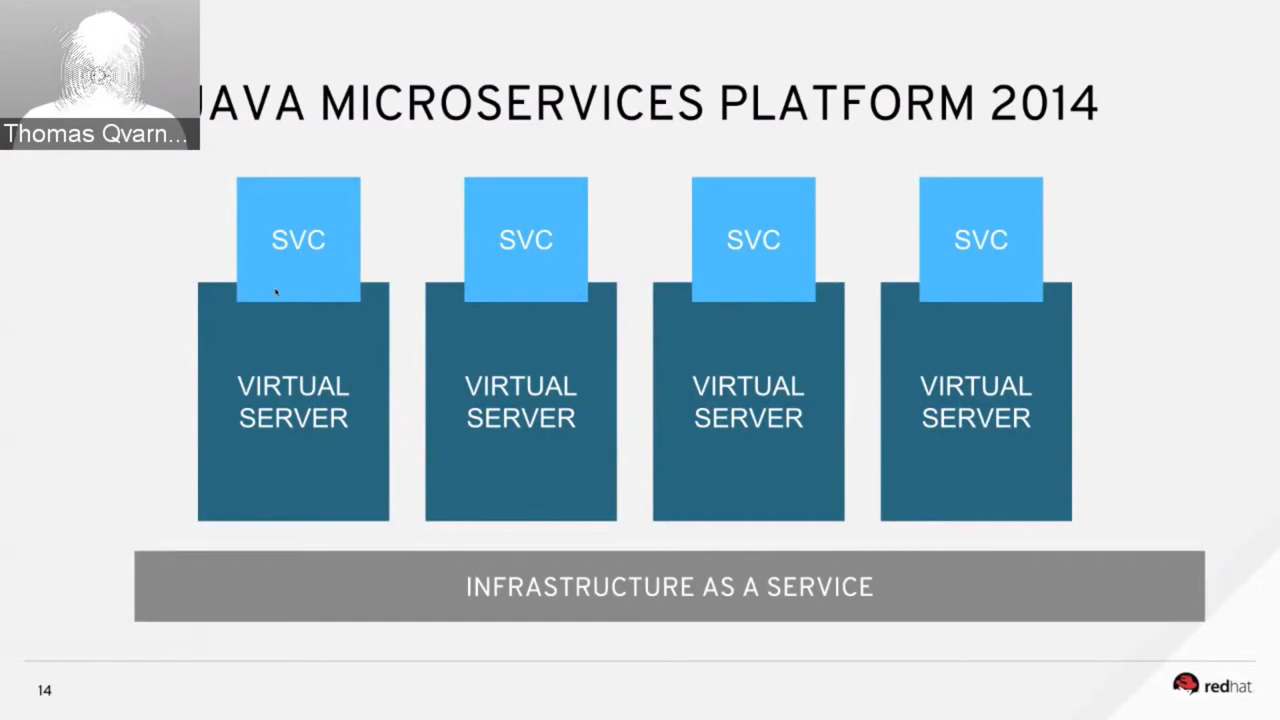 Thomas Qvarn...
JAVA MICROSERVICES PLATFORM 2014
SVC
SVC
SVC
SVC
VIRTUAL
SERVER
VIRTUAL
SERVER
VIRTUAL
SERVER
VIRTUAL
SERVER
INFRASTRUCTURE AS A SERVICE
14
redhat